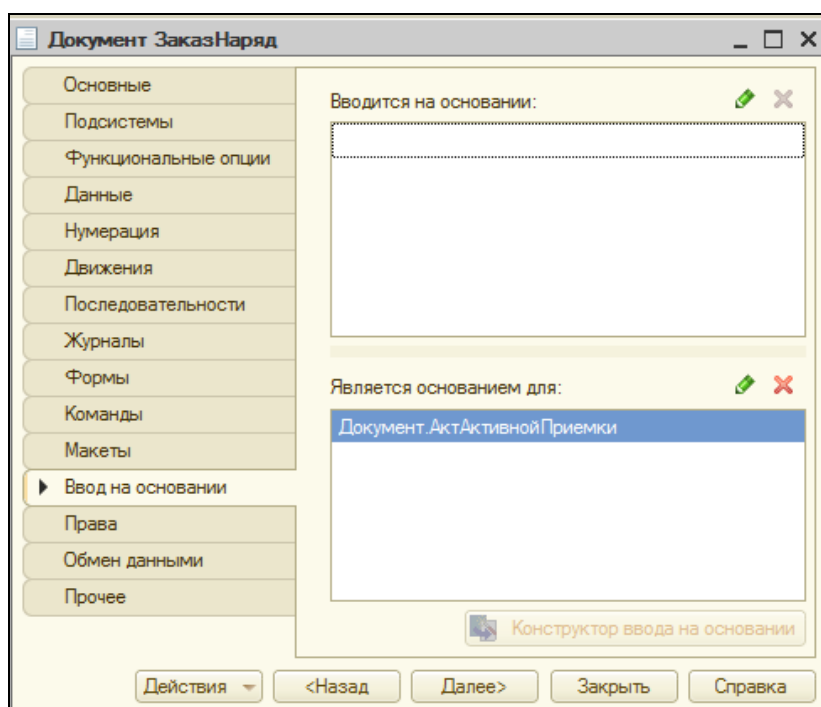 Документ ЗаказНаряд
Основные
Подсистемы
Функциональные опции
Данные
Нумерация
Движения
Последовательности
Журналы
Формы
Команды
Макеты
Ввод на основании
Права
Обмен данными
Прочее
Вводится на основании:
Является основанием для:
Документ.АктАктивнойПриемки
Конструктор ввода на основании
Действия
<Назад
Далее>
Закрыть
Справка